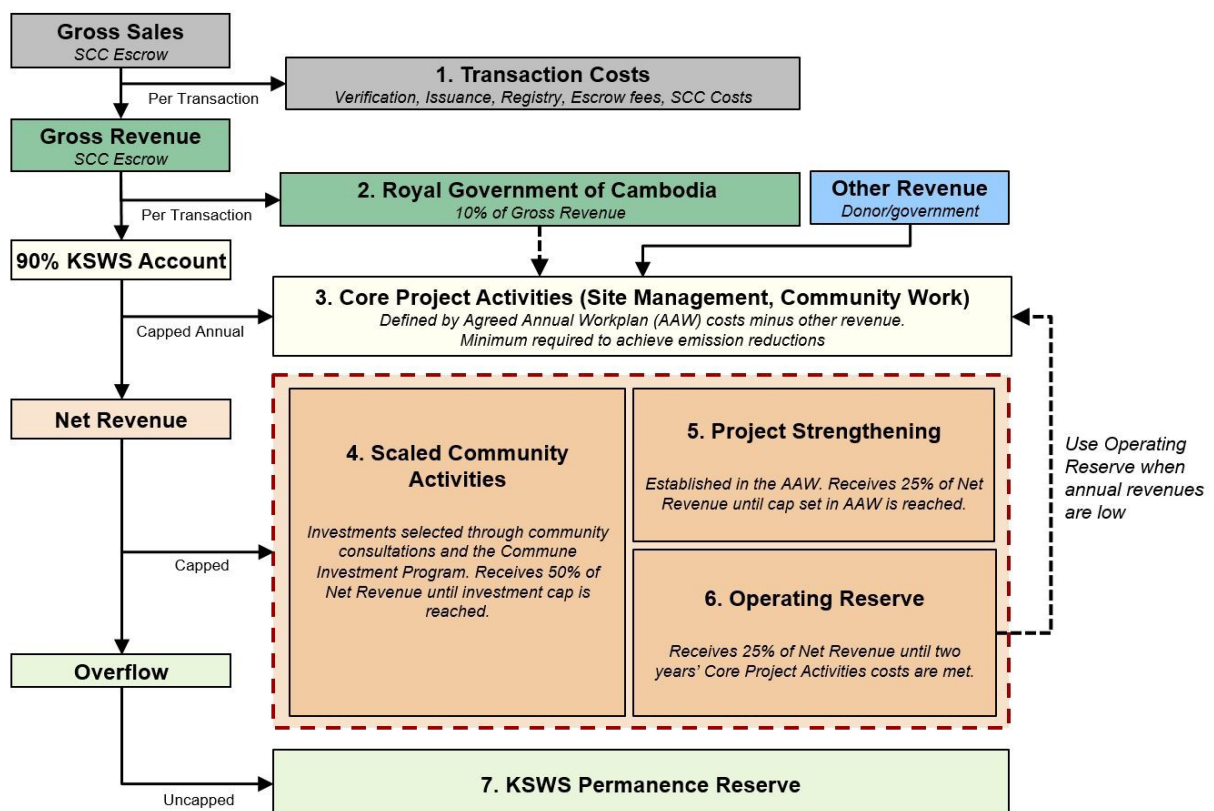 Gross Sales
SCC Escrow
1. Transaction Costs
Verification, Issuance, Registry, Escrow fees, SCC Costs
Per Transaction
Gross Revenue
SCC Escrow
2. Royal Government of Cambodia
10% of Gross Revenue
Other Revenue
Donor/government
Per Transaction
90% KSWS Account
3. Core Project Activities (Site Management, Community Work)
Defined by Agreed Annual Workplan (AAW) costs minus other revenue.
Minimum required to achieve emission reductions
Capped Annual
Net Revenue
4. Scaled Community
Activities
Investments selected through community
consultations and the Commune
Investment Program. Receives 50% of
Net Revenue until investment cap is
reached.
5. Project Strengthening
Established in the AAW. Receives 25% of Net
Revenue until cap set in AAW is reached.
Use Operating
Reserve when
annual revenues
are low
Capped
6. Operating Reserve
Receives 25% of Net Revenue until two
years' Core Project Activities costs are met.
Overflow
7. KSWS Permanence Reserve
Uncapped